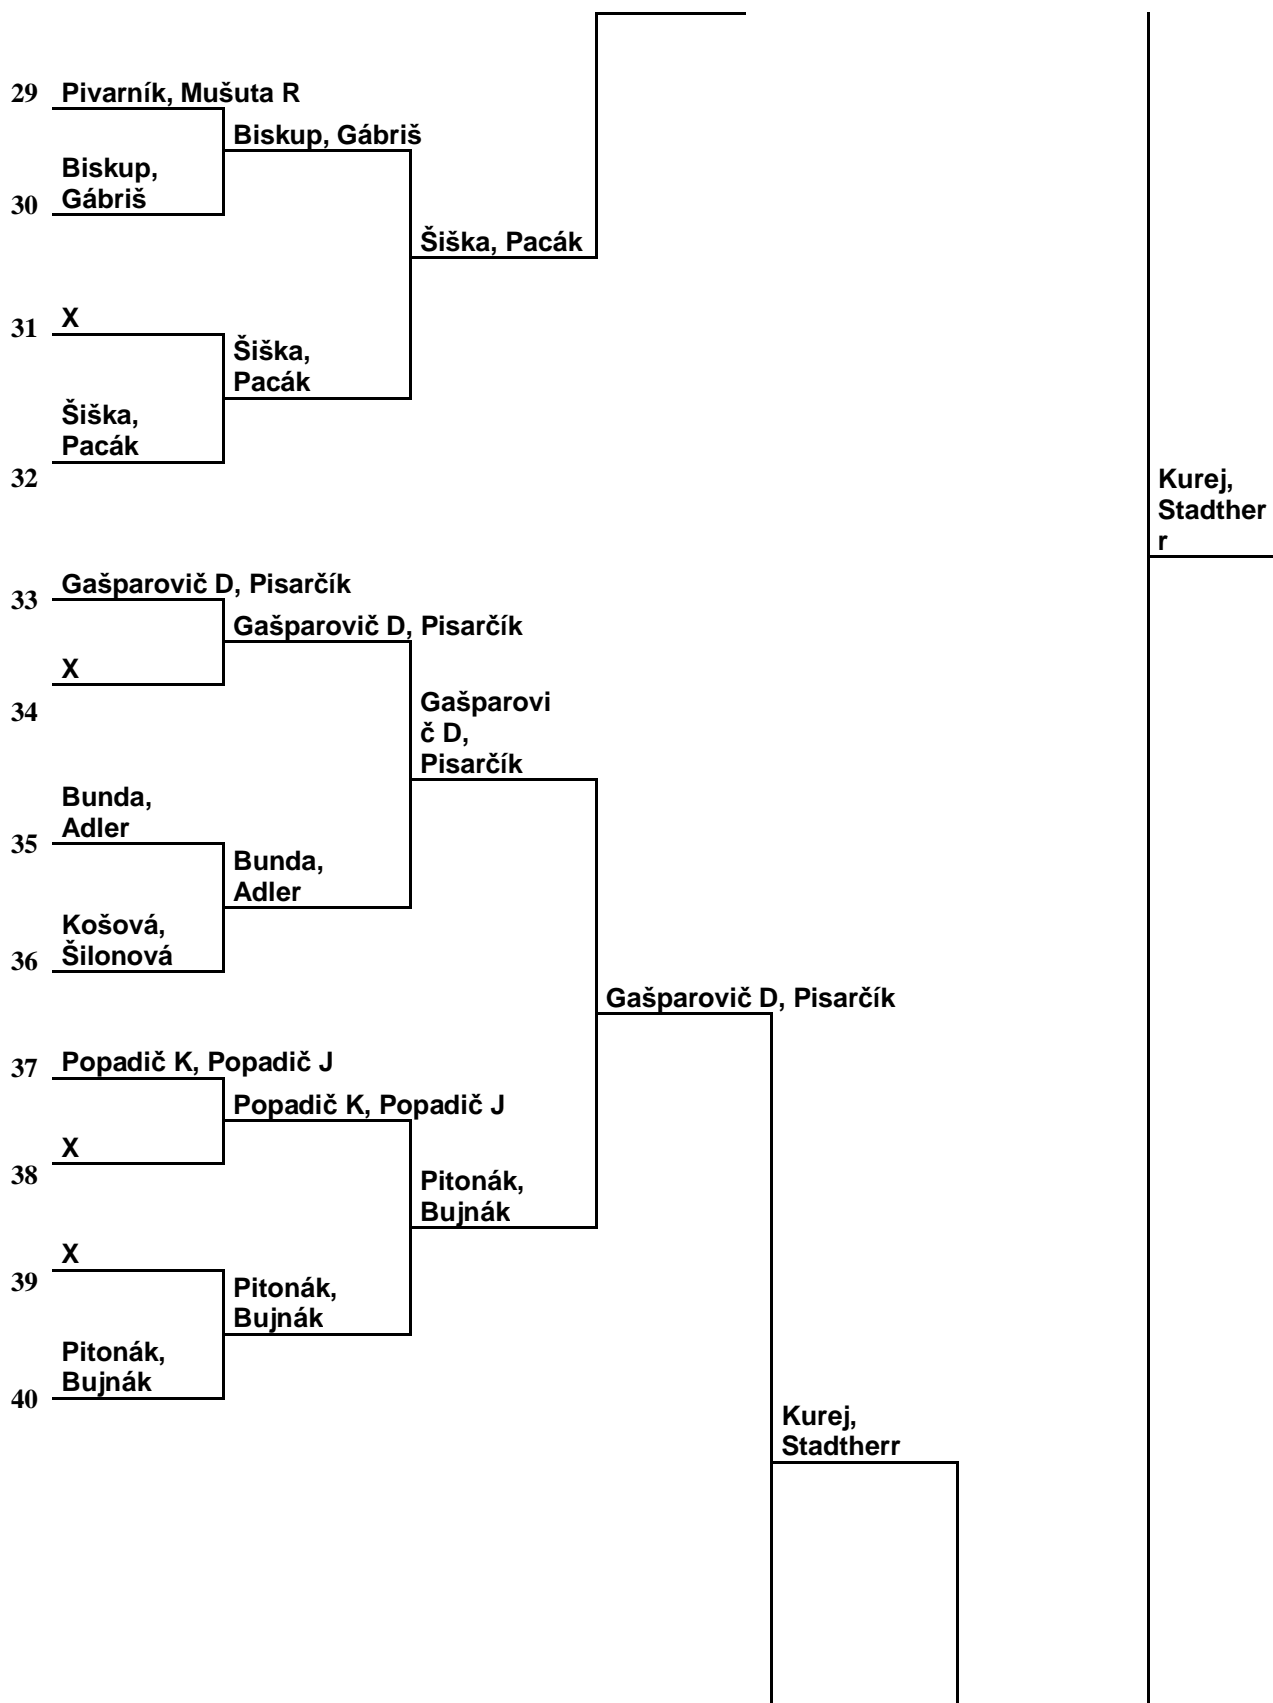 29 Pivarník, Mušuta R
Biskup, Gábriš
Biskup,
30 Gábriš
Šiška, Pacák
31 X
Šiška,
Pacák
Šiška,
Pacák
32
Kurej,
Stadther
r
33 Gašparovič D, Pisarčík
Gašparovič D, Pisarčík
X
34
Gašparovi
č D,
Pisarčík
Bunda,
35 Adler
Bunda,
Adler
Košová,
36 Šilonová
Gašparovič D, Pisarčík
37 Popadič K, Popadič J
Popadič K, Popadič J
X
38
Pitonák,
Bujnák
X
39
Pitonák,
Bujnák
Pitonák,
Bujnák
40
Kurej,
Stadtherr